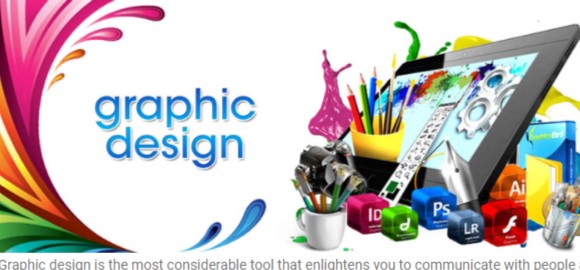 graphic
design
ID
d
Ps
LR
Ai
Graphic design is the most considerable tool that enlightens you to communicate with people